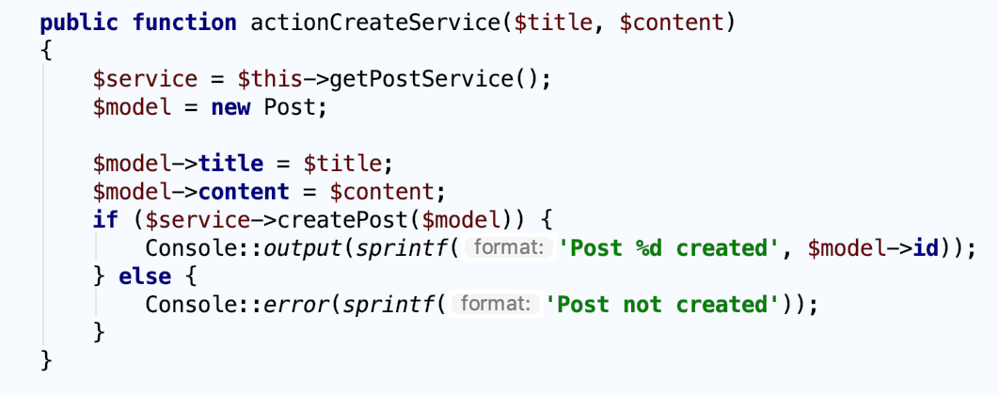 public function actionCreateService($title, $content)
{
    $service = $this->getPostService();
    $model = new Post;

    $model->title = $title;
    $model->content = $content;
    if ($service->createPost($model)) {
        Console::output(sprintf( format: 'Post %d created', $model->id));
    } else {
        Console::error(sprintf( format: 'Post not created'));
    }
}